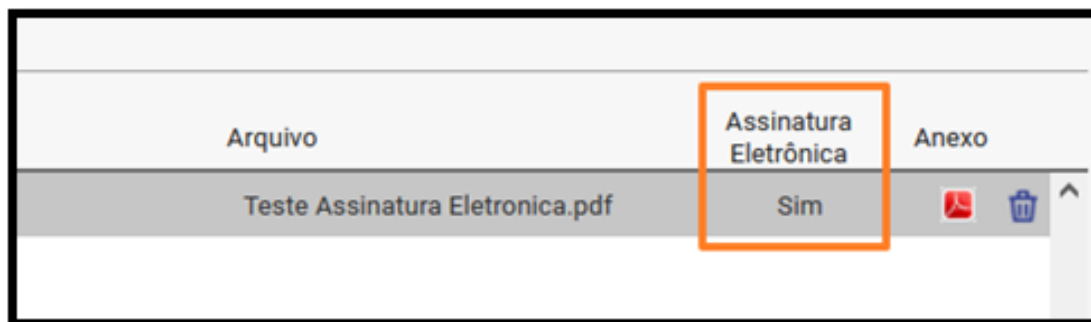 Arquivo
Assinatura
Eletrônica
Anexo
Teste Assinatura Eletronica.pdf
Sim